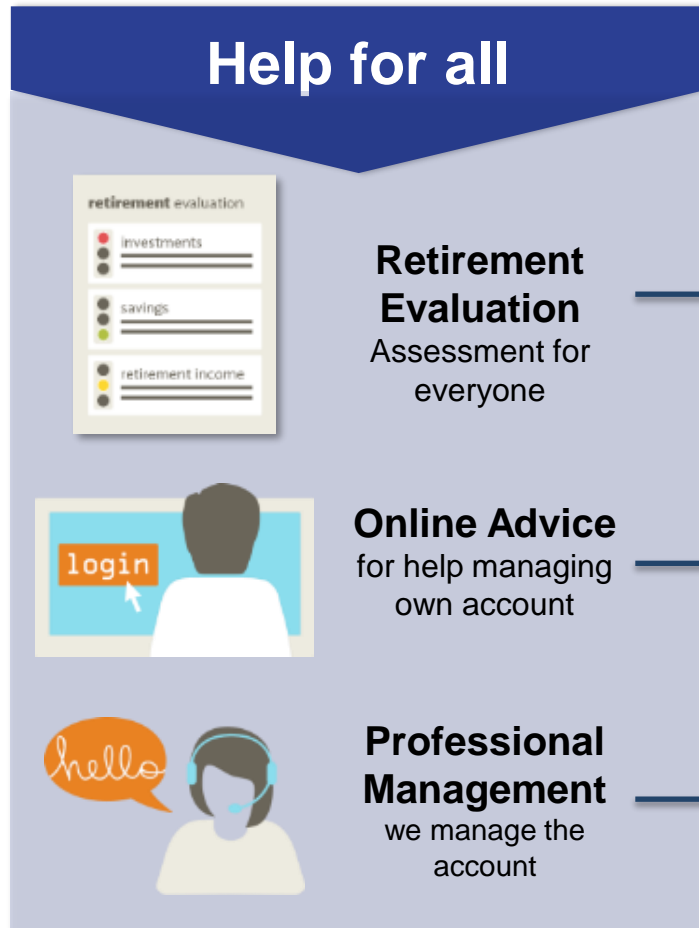 Help for all
retirement evaluation
investments
savings
retirement income
Retirement
Evaluation
Assessment for
everyone
login
Online Advice
for help managing
own account
hello
Professional
Management
we manage the
account